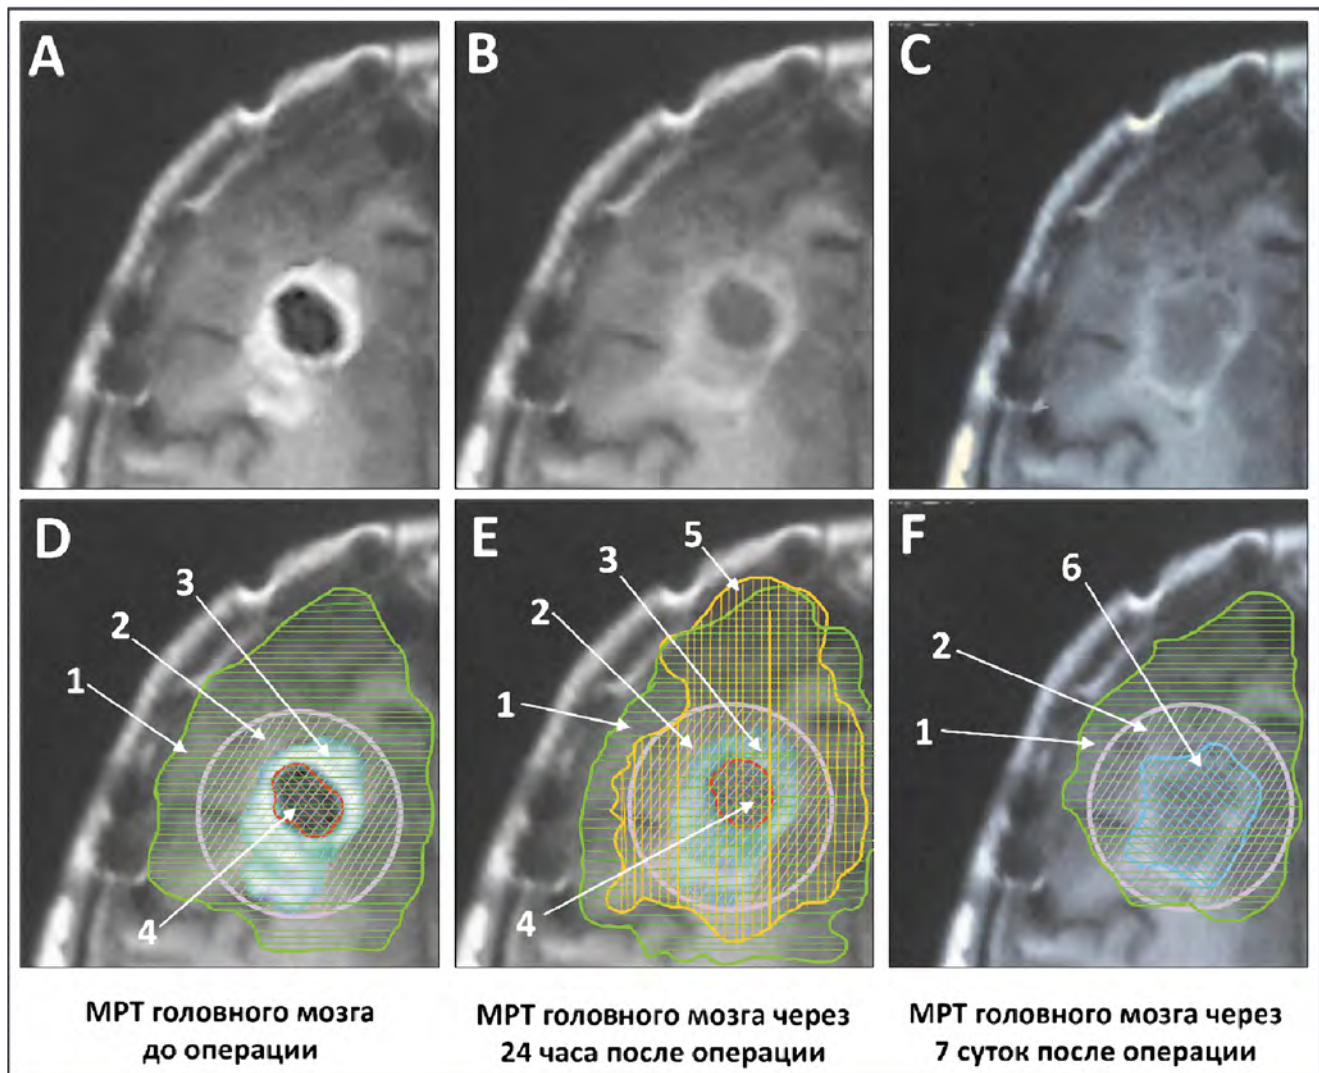 A
B
C
D
1
2
3
4
E
1
2
3
5
4
F
1
2
6
МРТ головного мозга
до операции
МРТ головного мозга через
24 часа после операции
МРТ головного мозга через
7 суток после операции